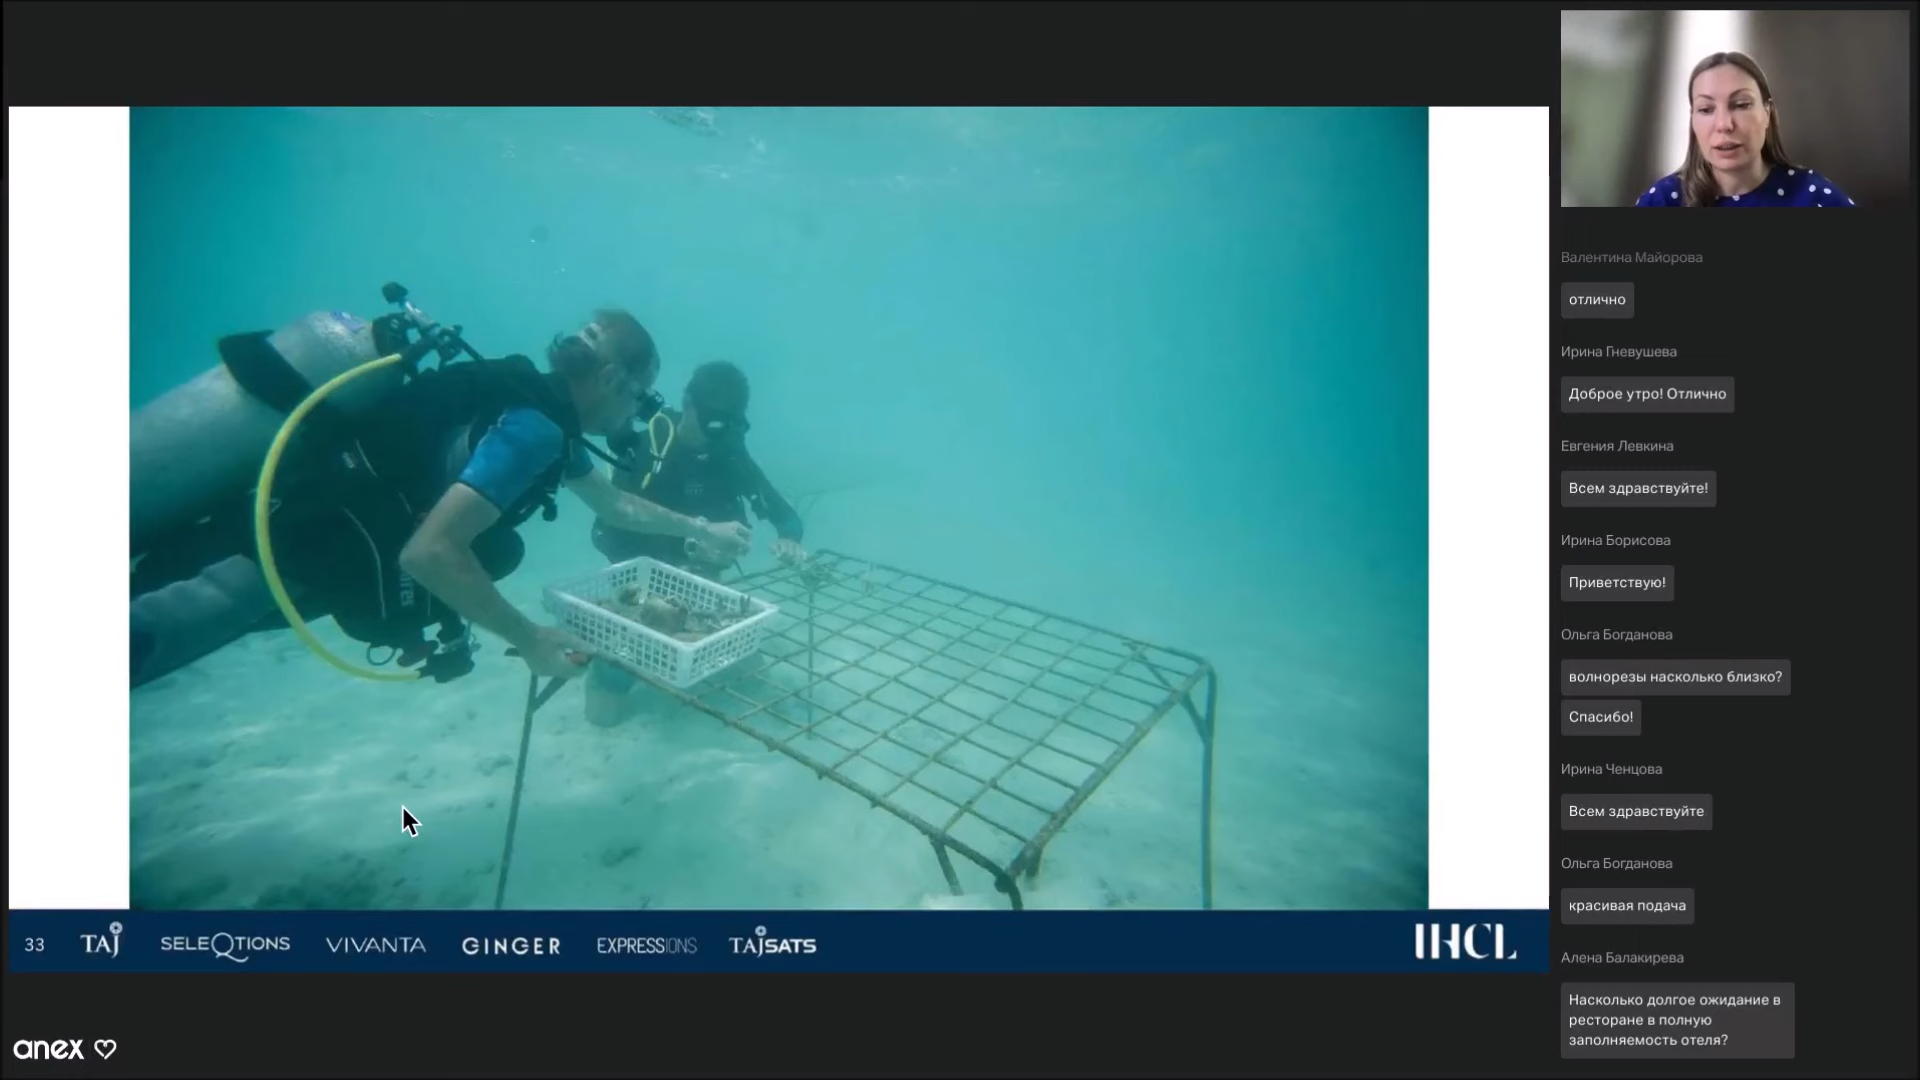 Валентина Майорова
отлично
Ирина Гневушева
Доброе утро! Отлично
Евгения Левкина
Всем здравствуйте!
Ирина Борисова
Приветствую!
Ольга Богданова
волнорезы насколько близко?
Спасибо!
Ирина Ченцова
Всем здравствуйте
Ольга Богданова
красивая подача
Алена Балакирева
Насколько долгое ожидание в
ресторане в полную
заполняемость отеля?
33 TAJ SELEQTIONS VIVANTA GINGER EXPRESSIONS TAJSATS IHCL
anex